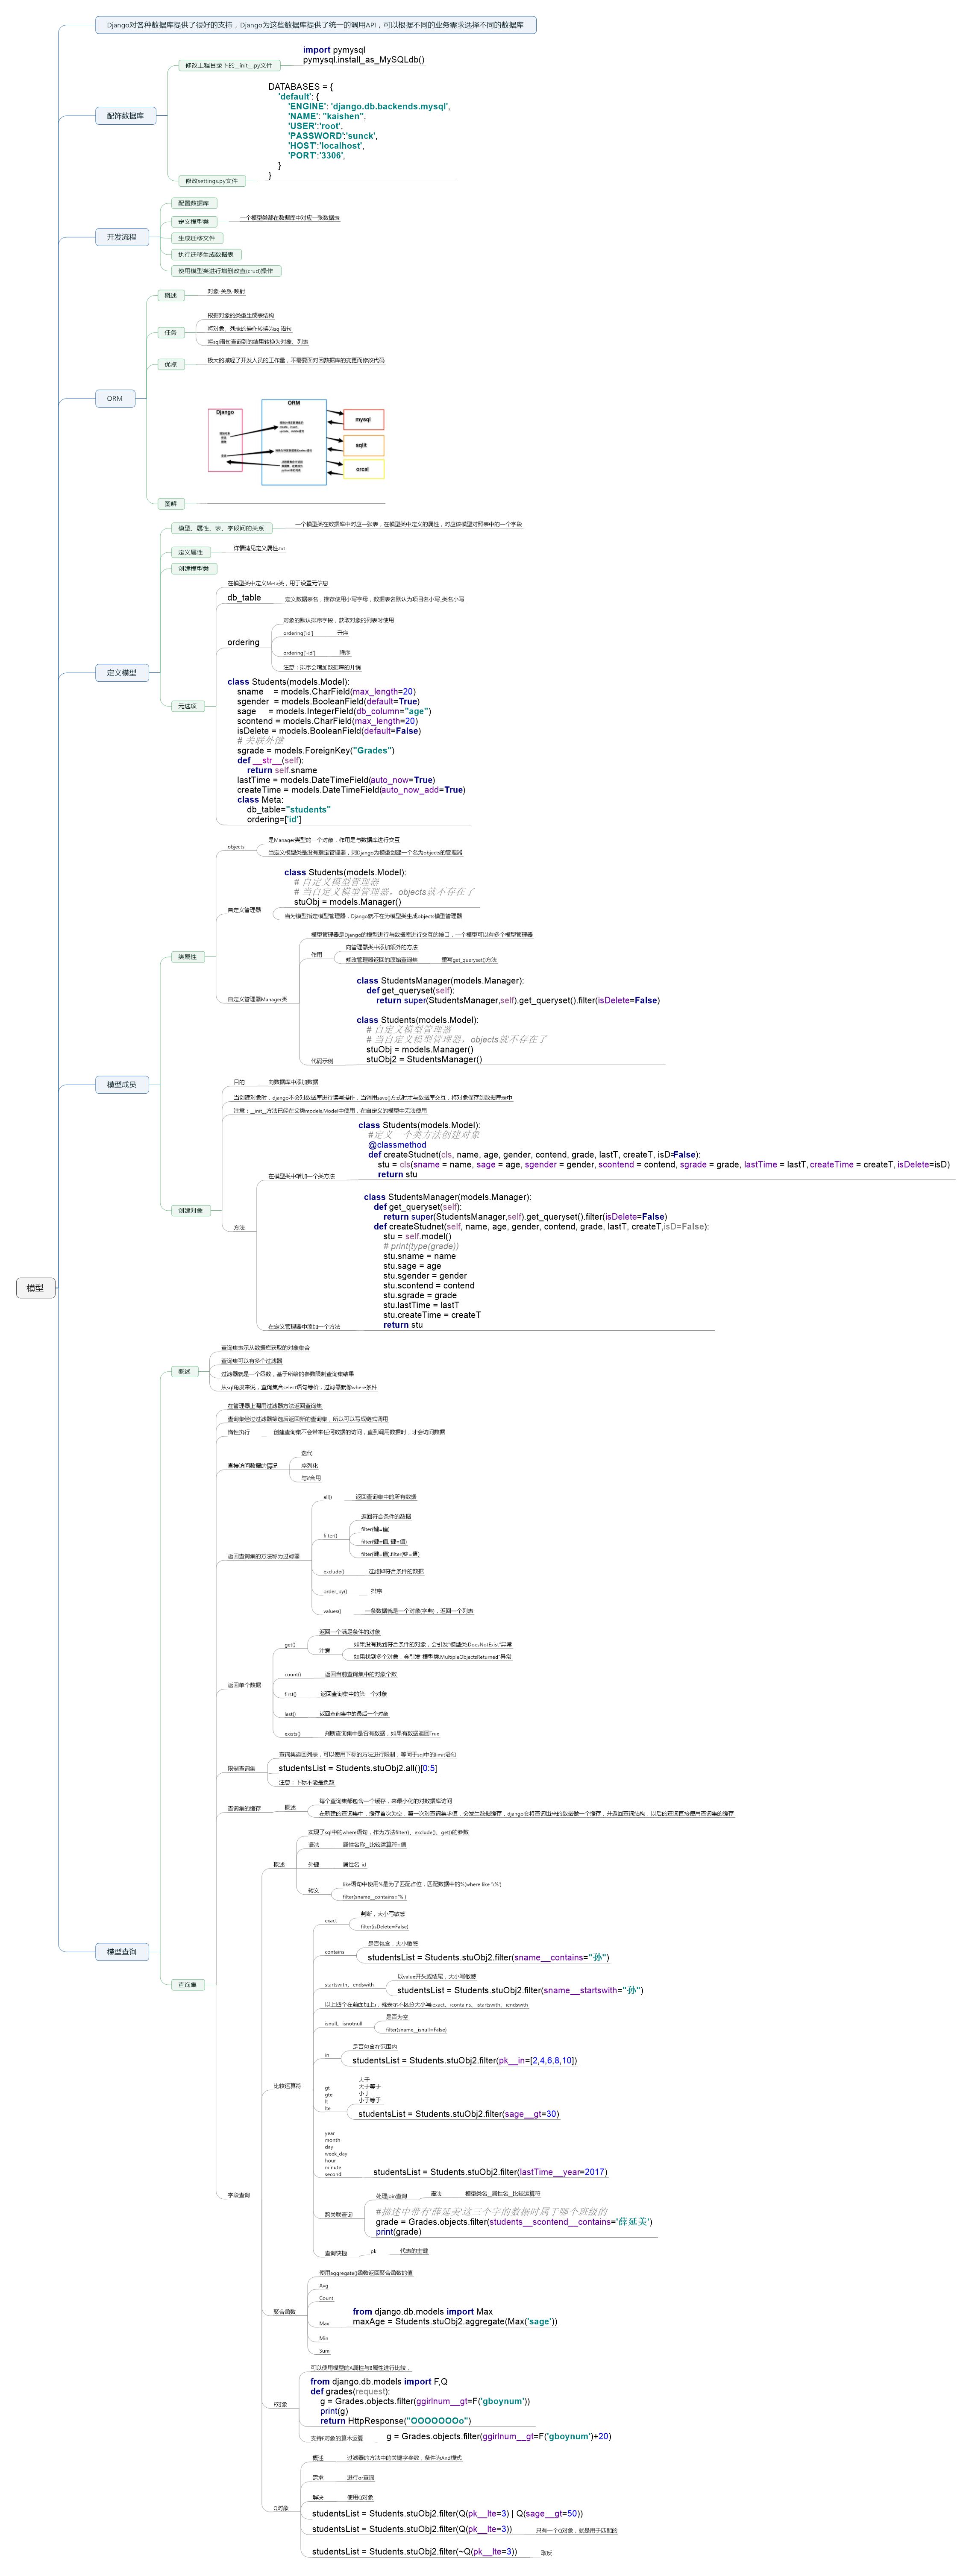 Django对各种数据库提供了很好的支持，Django为这些数据库提供了统一的调用API，可以根据不同的业务需求选择不同的数据库
修改工程目录下的__init__.py文件
import pymysql
pymysql.install_as_MySQLdb()
配饰数据库
DATABASES = {
'default': {
'ENGINE': 'django.db.backends.mysql',
'NAME': "kaishen",
'USER':'root',
'PASSWORD':'sunck',
'HOST':'localhost',
'PORT':'3306',
}
}
修改settings.py文件
开发流程
配置数据库
定义模型类
一个模型类都在数据库中对应一张数据表
生成迁移文件
执行迁移生成数据表
使用模型类进行增删改查(crud)操作
ORM
概述
对象-关系-映射
任务
根据对象的类型生成表结构
将对象、列表的操作转换为sql语句
将sql语句查询到的结果转换为对象、列表
优点
极大的减轻了开发人员的工作量，不需要面对因数据库的变更而修改代码
图解
Django
ORM
mysql
sqlit
orcal
定义模型
模型、属性、表、字段间的关系
一个模型类在数据库中对应一张表，在模型类中定义的属性，对应该模型对照表中的一个字段
定义属性
详情请见定义属性.txt
创建模型类
元选项
在模型类中定义Meta类，用于设置元信息
db_table
定义数据表名，推荐使用小写字母，数据表名默认为项目名小写_类名小写
ordering
对象的默认排序字段，获取对象的列表时使用
ordering['id']
升序
ordering['-id']
降序
注意：排序会增加数据库的开销
class Students(models.Model):
sname = models.CharField(max_length=20)
sgender = models.BooleanField(default=True)
sage = models.IntegerField(db_column="age")
scontend = models.CharField(max_length=20)
isDelete = models.BooleanField(default=False)
# 关联外键
sgrade = models.ForeignKey("Grades")
def __str__(self):
return self.sname
lastTime = models.DateTimeField(auto_now=True)
createTime = models.DateTimeField(auto_now_add=True)
class Meta:
db_table="students"
ordering=['id']
模型
模型成员
类属性
objects
是Manager类型的一个对象，作用是与数据库进行交互
当定义模型类是没有指定管理器，则Django为模型创建一个名为objects的管理器
自定义管理器
class Students(models.Model):
# 自定义模型管理器
# 当自定义模型管理器，objects就不存在了
stuObj = models.Manager()
当为模型指定模型管理器，Django就不在为模型类生成objects模型管理器
自定义管理器Manager类
模型管理器是Django的模型进行与数据库进行交互的接口，一个模型可以有多个模型管理器
作用
向管理器类中添加额外的方法
修改管理器返回的原始查询集
重写get_queryset()方法
代码示例
class StudentsManager(models.Manager):
def get_queryset(self):
return super(StudentsManager,self).get_queryset().filter(isDelete=False)
class Students(models.Model):
# 自定义模型管理器
# 当自定义模型管理器，objects就不存在了
stuObj = models.Manager()
stuObj2 = StudentsManager()
创建对象
目的
向数据库中添加数据
当创建对象时，django不会对数据库进行读写操作，当调用save()方式时才与数据库交互，将对象保存到数据库表中
注意：__init__方法已经在父类models.Model中使用，在自定义的模型中无法使用
方法
在模型类中增加一个类方法
class Students(models.Model):
#定义一个类方法创建对象
@classmethod
def createStudnet(cls, name, age, gender, contend, grade, lastT, createT, isD=False):
stu = cls(sname = name, sage = age, sgender = gender, scontend = contend, sgrade = grade, lastTime = lastT, createTime = createT, isDelete=isD)
return stu
在定义管理器中添加一个方法
class StudentsManager(models.Manager):
def get_queryset(self):
return super(StudentsManager,self).get_queryset().filter(isDelete=False)
def createStudnet(self, name, age, gender, contend, grade, lastT, createT,isD=False):
stu = self.model()
# print(type(grade))
stu.sname = name
stu.sage = age
stu.sgender = gender
stu.scontend = contend
stu.sgrade = grade
stu.lastTime = lastT
stu.createTime = createT
return stu
模型查询
概述
查询集表示从数据库获取的对象集合
查询集可以有多个过滤器
过滤器就是一个函数，基于所给的参数限制查询集结果
从sql角度来说，查询集合select语句等价，过滤器就像where条件
查询集
在管理器上调用过滤器方法返回查询集
查询集经过过滤器筛选后返回新的查询集，所以可以写成链式调用
惰性执行
创建查询集不会带来任何数据的访问，直到调用数据时，才会访问数据
直接访问数据的情况
迭代
序列化
与if合用
返回查询集的方法称为过滤器
all()
返回查询集中的所有数据
filter()
返回符合条件的数据
filter(键=值)
filter(键=值, 键=值)
filter(键=值).filter(键=值)
exclude()
过滤掉符合条件的数据
order_by()
排序
values()
一条数据就是一个对象(字典)，返回一个列表
返回单个数据
get()
返回一个满足条件的对象
注意
如果没有找到符合条件的对象，会引发"模型类.DoesNotExist"异常
如果找到多个对象，会引发"模型类.MultipleObjectsReturned"异常
count()
返回当前查询集中的对象个数
first()
返回查询集中的第一个对象
last()
返回查询集中的最后一个对象
exists()
判断查询集中是否有数据，如果有数据返回True
限制查询集
查询集返回列表，可以使用下标的方法进行限制，等同于sql中的limit语句
studentsList = Students.stuObj2.all()[0:5]
注意：下标不能是负数
查询集的缓存
概述
每个查询集都包含一个缓存，来最小化的对数据库访问
在新建的查询集中，缓存首次为空，第一次对查询集求值，会发生数据缓存，django会将查询出来的数据做一个缓存，并返回查询结构，以后的查询直接使用查询集的缓存
字段查询
概述
实现了sql中的where语句，作为方法filter()、exclude()、get()的参数
语法
属性名称__比较运算符=值
外键
属性名_id
转义
like语句中使用%是为了匹配占位，匹配数据中的%(where like '\%')
filter(sname__contains='%')
比较运算符
exact
判断，大小写敏感
filter(isDelete=False)
contains
是否包含，大小敏感
studentsList = Students.stuObj2.filter(sname__contains="孙")
startswith、endswith
以value开头或结尾，大小写敏感
studentsList = Students.stuObj2.filter(sname__startswith="孙")
以上四个在前面加上i，就表示不区分大小写iexact、icontains、istartswith、iendswith
isnull、isnotnull
是否为空
filter(sname__isnull=False)
in
是否包含在范围内
studentsList = Students.stuObj2.filter(pk__in=[2,4,6,8,10])
gt
gte
lt
lte
大于
大于等于
小于
小于等于
studentsList = Students.stuObj2.filter(sage__gt=30)
year
month
day
week_day
hour
minute
second
studentsList = Students.stuObj2.filter(lastTime__year=2017)
跨关联查询
处理join查询
语法
模型类名__属性名__比较运算符
#描述中带有'薛延美'这三个字的数据时属于哪个班级的
grade = Grades.objects.filter(students__scontend__contains='薛延美')
print(grade)
查询快捷
pk
代表的主键
聚合函数
使用aggregate()函数返回聚合函数的值
Avg
Count
Max
from django.db.models import Max
maxAge = Students.stuObj2.aggregate(Max('sage'))
Min
Sum
F对象
可以使用模型的A属性与B属性进行比较，
from django.db.models import F,Q
def grades(request):
g = Grades.objects.filter(ggirlnum__gt=F('gboynum'))
print(g)
return HttpResponse("OOOOOOOo")
支持F对象的算术运算
g = Grades.objects.filter(ggirlnum__gt=F('gboynum')+20)
Q对象
概述
过滤器的方法中的关键字参数，条件为And模式
需求
进行or查询
解决
使用Q对象
studentsList = Students.stuObj2.filter(Q(pk__lte=3) | Q(sage__gt=50))
studentsList = Students.stuObj2.filter(Q(pk__lte=3))
只有一个Q对象，就是用于匹配的
studentsList = Students.stuObj2.filter(~Q(pk__lte=3))
取反